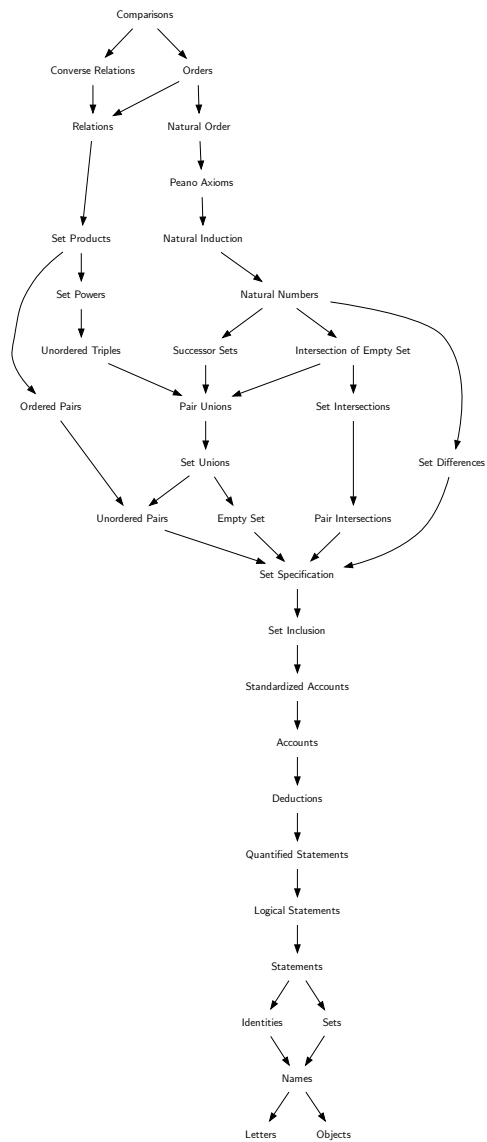 Comparisons
Converse Relations Orders
Relations Natural Order
Peano Axioms
Set Products Natural Induction
Set Powers Natural Numbers
Unordered Triples Successor Sets Intersection of Empty Set
Ordered Pairs Pair Unions Set Intersections
Set Unions Set Differences
Unordered Pairs Empty Set Pair Intersections
Set Specification
Set Inclusion
Standardized Accounts
Accounts
Deductions
Quantified Statements
Logical Statements
Statements
Identities Sets
Names
Letters Objects